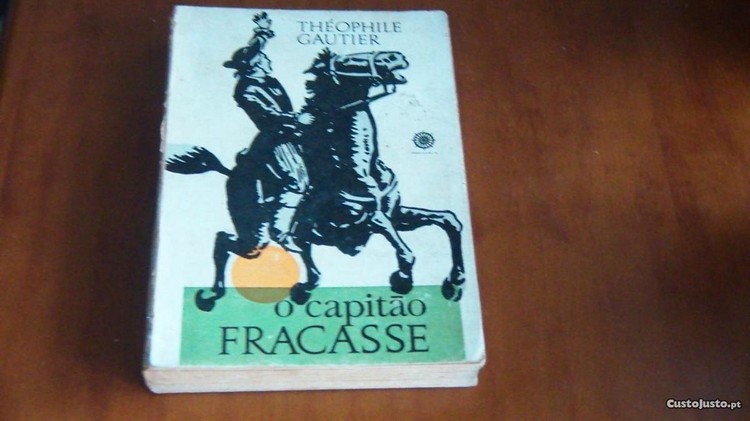 THÉOPHILE
GAUTIER
o capitão
FRACASSE
CustoJusto.pt